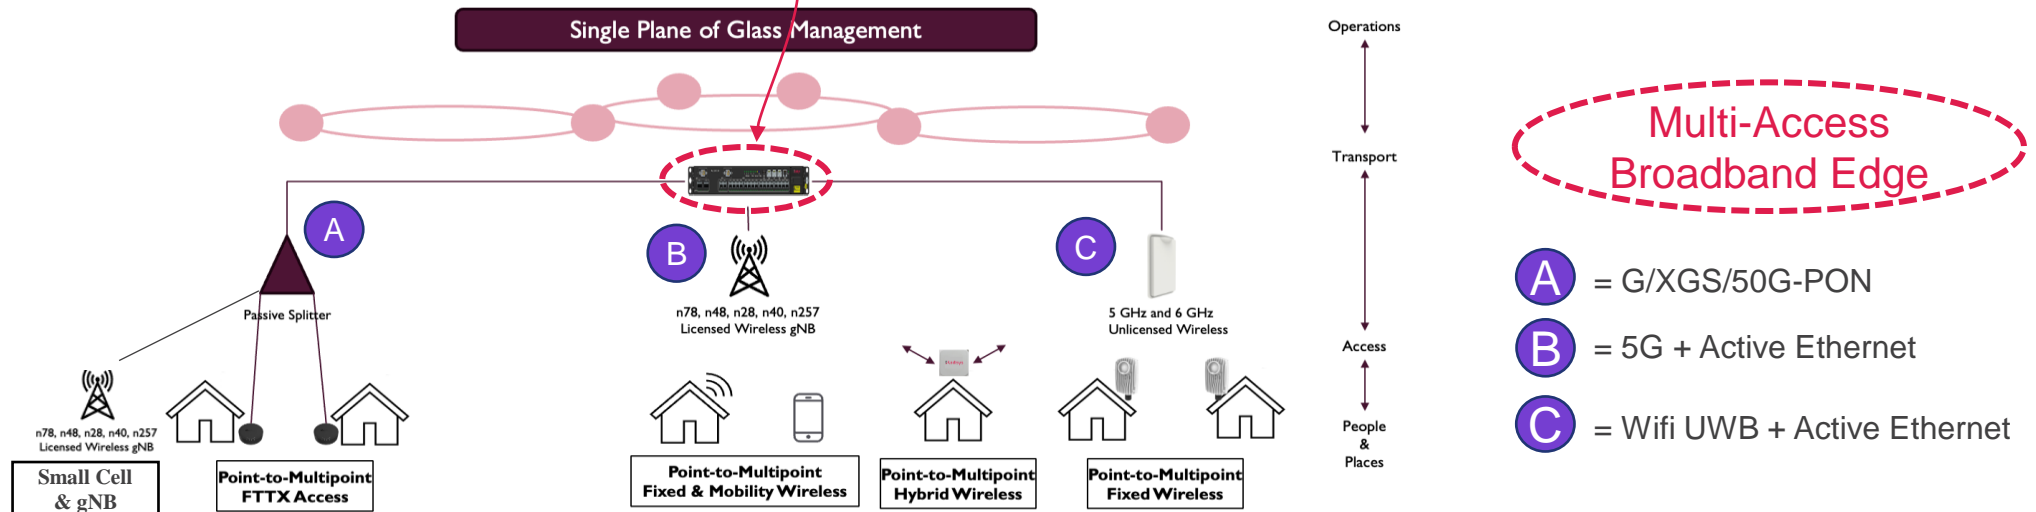 Single Plane of Glass Management
Operations
Transport
Access
People
&
Places
A
B
C
Passive Splitter
n78, n48, n28, n40, n257
Licensed Wireless gNB
5 GHz and 6 GHz
Unlicensed Wireless
n78, n48, n28, n40, n257
Licensed Wireless gNB
Small Cell
& gNB
Point-to-Multipoint
FTTX Access
Point-to-Multipoint
Fixed & Mobility Wireless
Point-to-Multipoint
Hybrid Wireless
Point-to-Multipoint
Fixed Wireless
Multi-Access
Broadband Edge
A = G/XGS/50G-PON
B = 5G + Active Ethernet
C = Wifi UWB + Active Ethernet